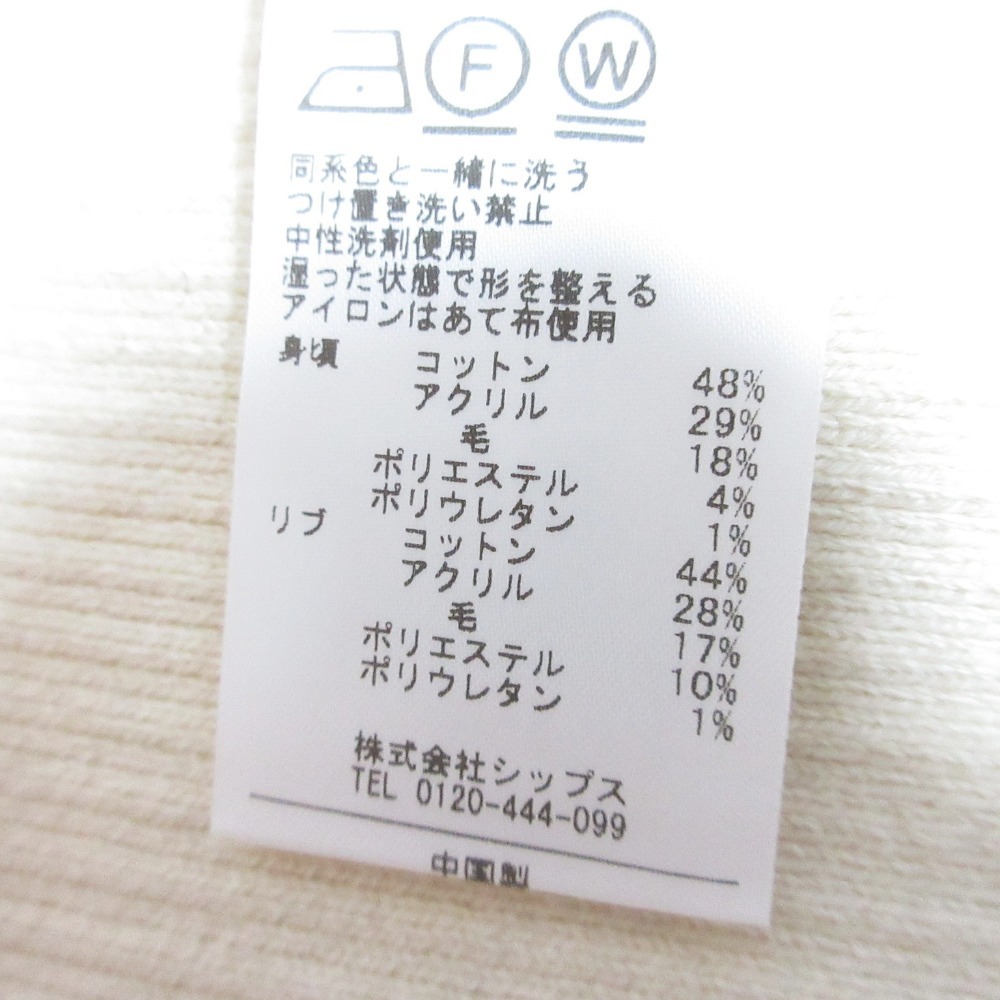 F W
同系色と一緒に洗う
つけ置き洗い禁止
中性洗剤使用
湿った状態で形を整える
アイロンはあて布使用
身頃 コットン 48%
アクリル 29%
毛 18%
ポリエステル 4%
ポリウレタン 1%
リブ コットン 44%
アクリル 28%
毛 17%
ポリエステル 10%
ポリウレタン 1%
株式会社シップス
TEL 0120-444-099
中国製